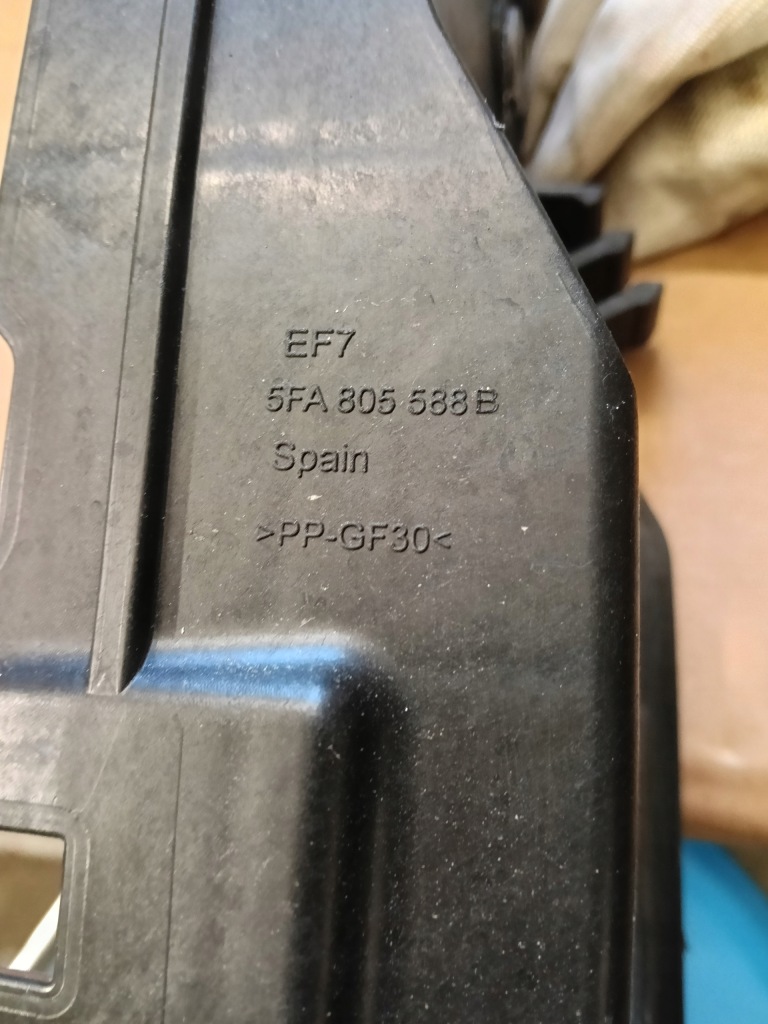 EF7
5FA 805 588 B
Spain
>PP-GF30<